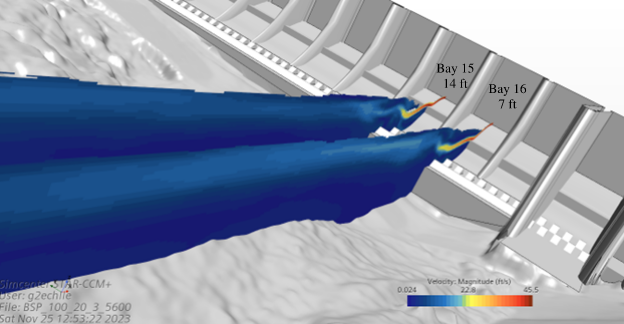 Bay 15
14 ft
Bay 16
7 ft
Simcenter STAR-CCM+
User: g2echlie
File: BSP_100_20_3_5600
Sat Nov 25 12:53:22 2023
Velocity: Magnitude (ft/s)
0.024 22.8 45.5